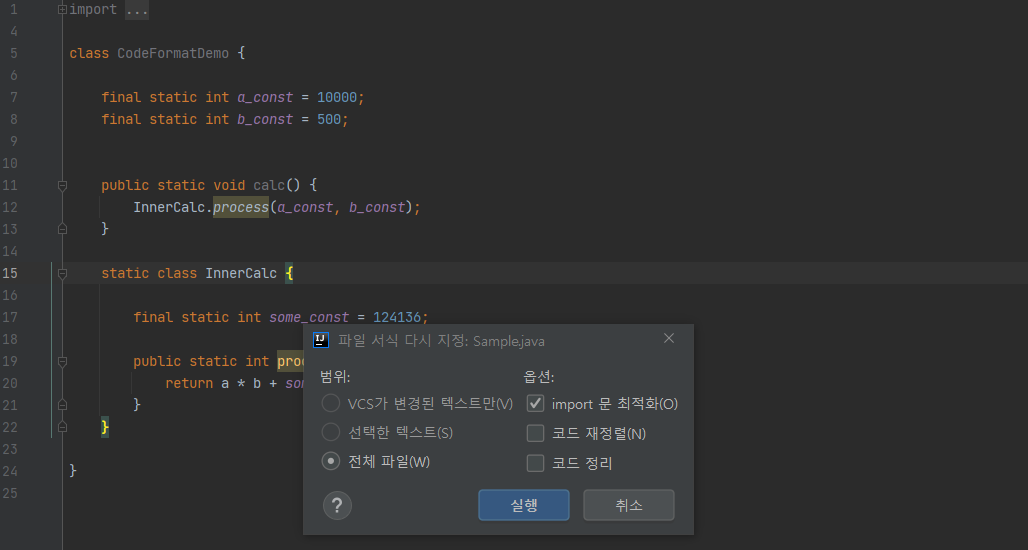 1 import ...
4
5 class CodeFormatDemo {
6
7 final static int a_const = 10000;
8 final static int b_const = 500;
9
10
11 public static void calc() {
12 InnerCalc.process(a_const, b_const);
13 }
14
15 static class InnerCalc {
16
17 final static int some_const = 124136;
18
19 public static int
20 return a * b +
21 }
22 }
23
24 }
25
IJ 파일 서식 다시 지정: Sample.java
범위:
VCS가 변경된 텍스트만(V)
선택한 텍스트(S)
전체 파일(W)
옵션:
import 문 최적화(O)
코드 재정렬(N)
코드 정리
? 실행 취소